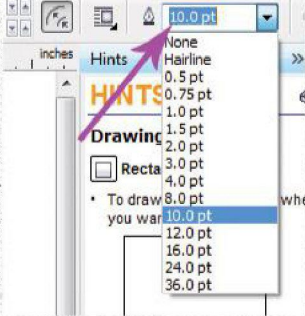 10.0 pt
inches
Hints
»
None
Hairline
HINTS
0.5 pt
0.75 pt
1.0 pt
1.5 pt
Drawing
2.0 pt
3.0 pt
Recta
4.0 pt
8.0 pt
• To draw
whe
10.0 pt
you wan
12.0 pt
16.0 pt
24.0 pt
36.0 pt